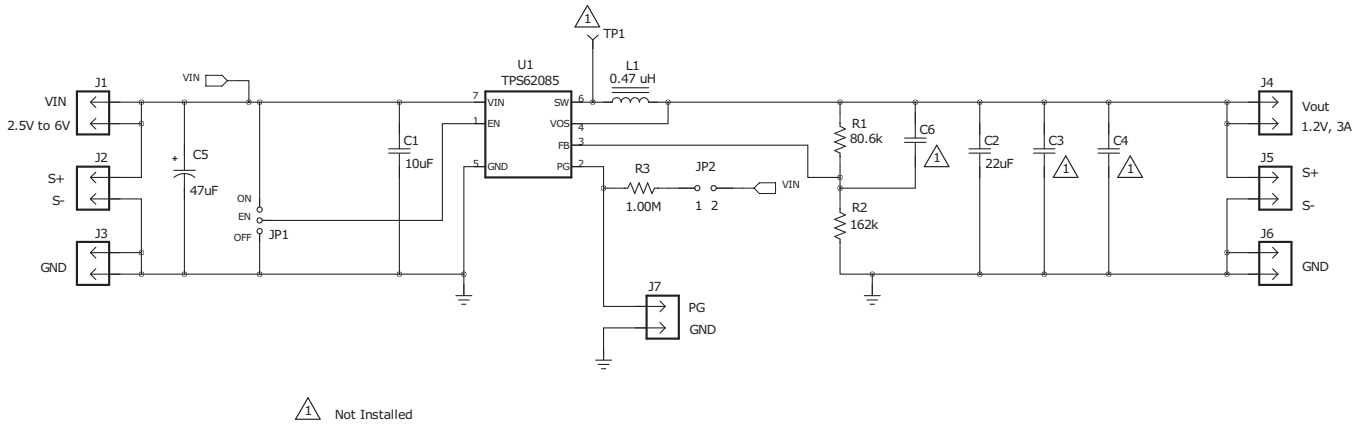 1
TP1
U1
TPS62085
L1
0.47 uH
J1
VIN
2.5V to 6V
VIN
7
VIN
1
EN
5
GND
SW
6
VOS
4
FB
3
PG
2
J2
S+
S-
+
C5
47uF
C1
10uF
ON
EN
OFF
JP1
J3
GND
R3
1.00M
JP2
1 2
VIN
R1
80.6k
C6
1
R2
162k
C2
22uF
C3
1
C4
1
J4
Vout
1.2V, 3A
J5
S+
S-
J6
GND
J7
PG
GND
1 Not Installed